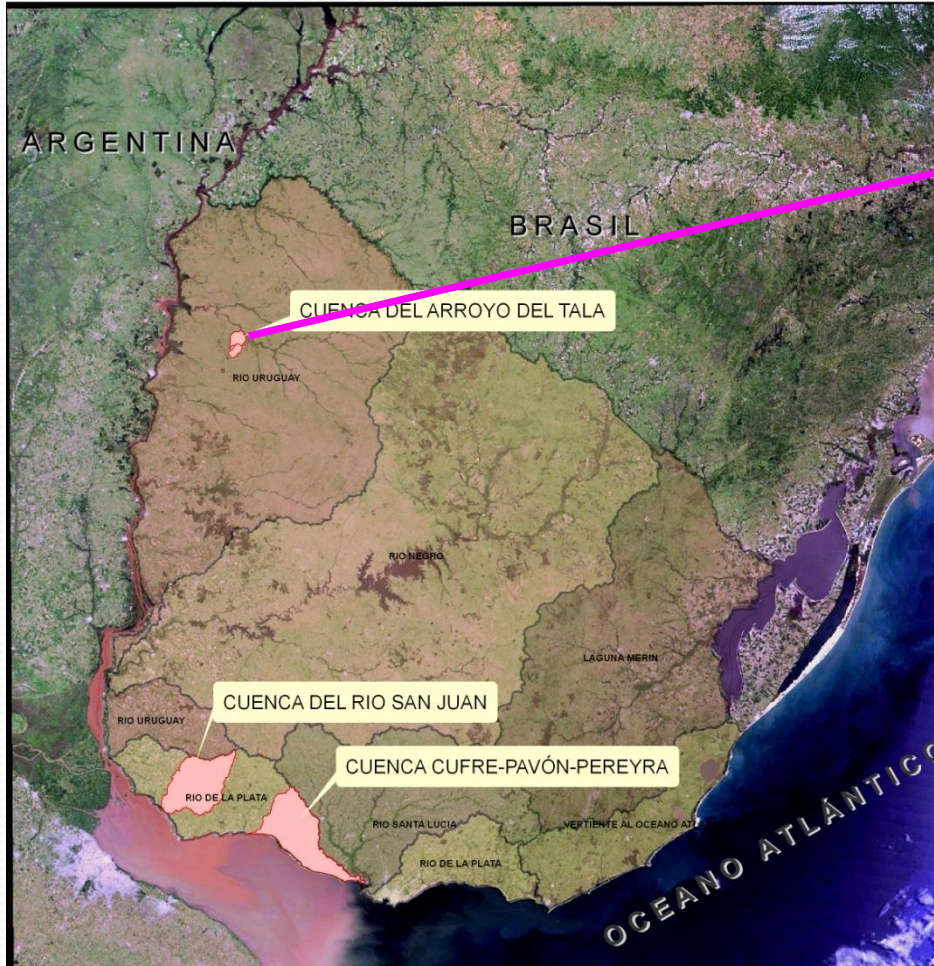 ARGENTINA
BRASIL
CUENCA DEL ARROYO DEL TALA
RIO URUGUAY
RIO NEGRO
LAGUNA MERIN
CUENCA DEL RIO SAN JUAN
RIO URUGUAY
CUENCA CUFRE-PAVÓN-PEREYRA
RIO DE LA PLATA
RIO SANTA LUCIA
VERTIENTE AL OCEANO ATL
RIO DE LA PLATA
OCEANO ATLÁNTICO